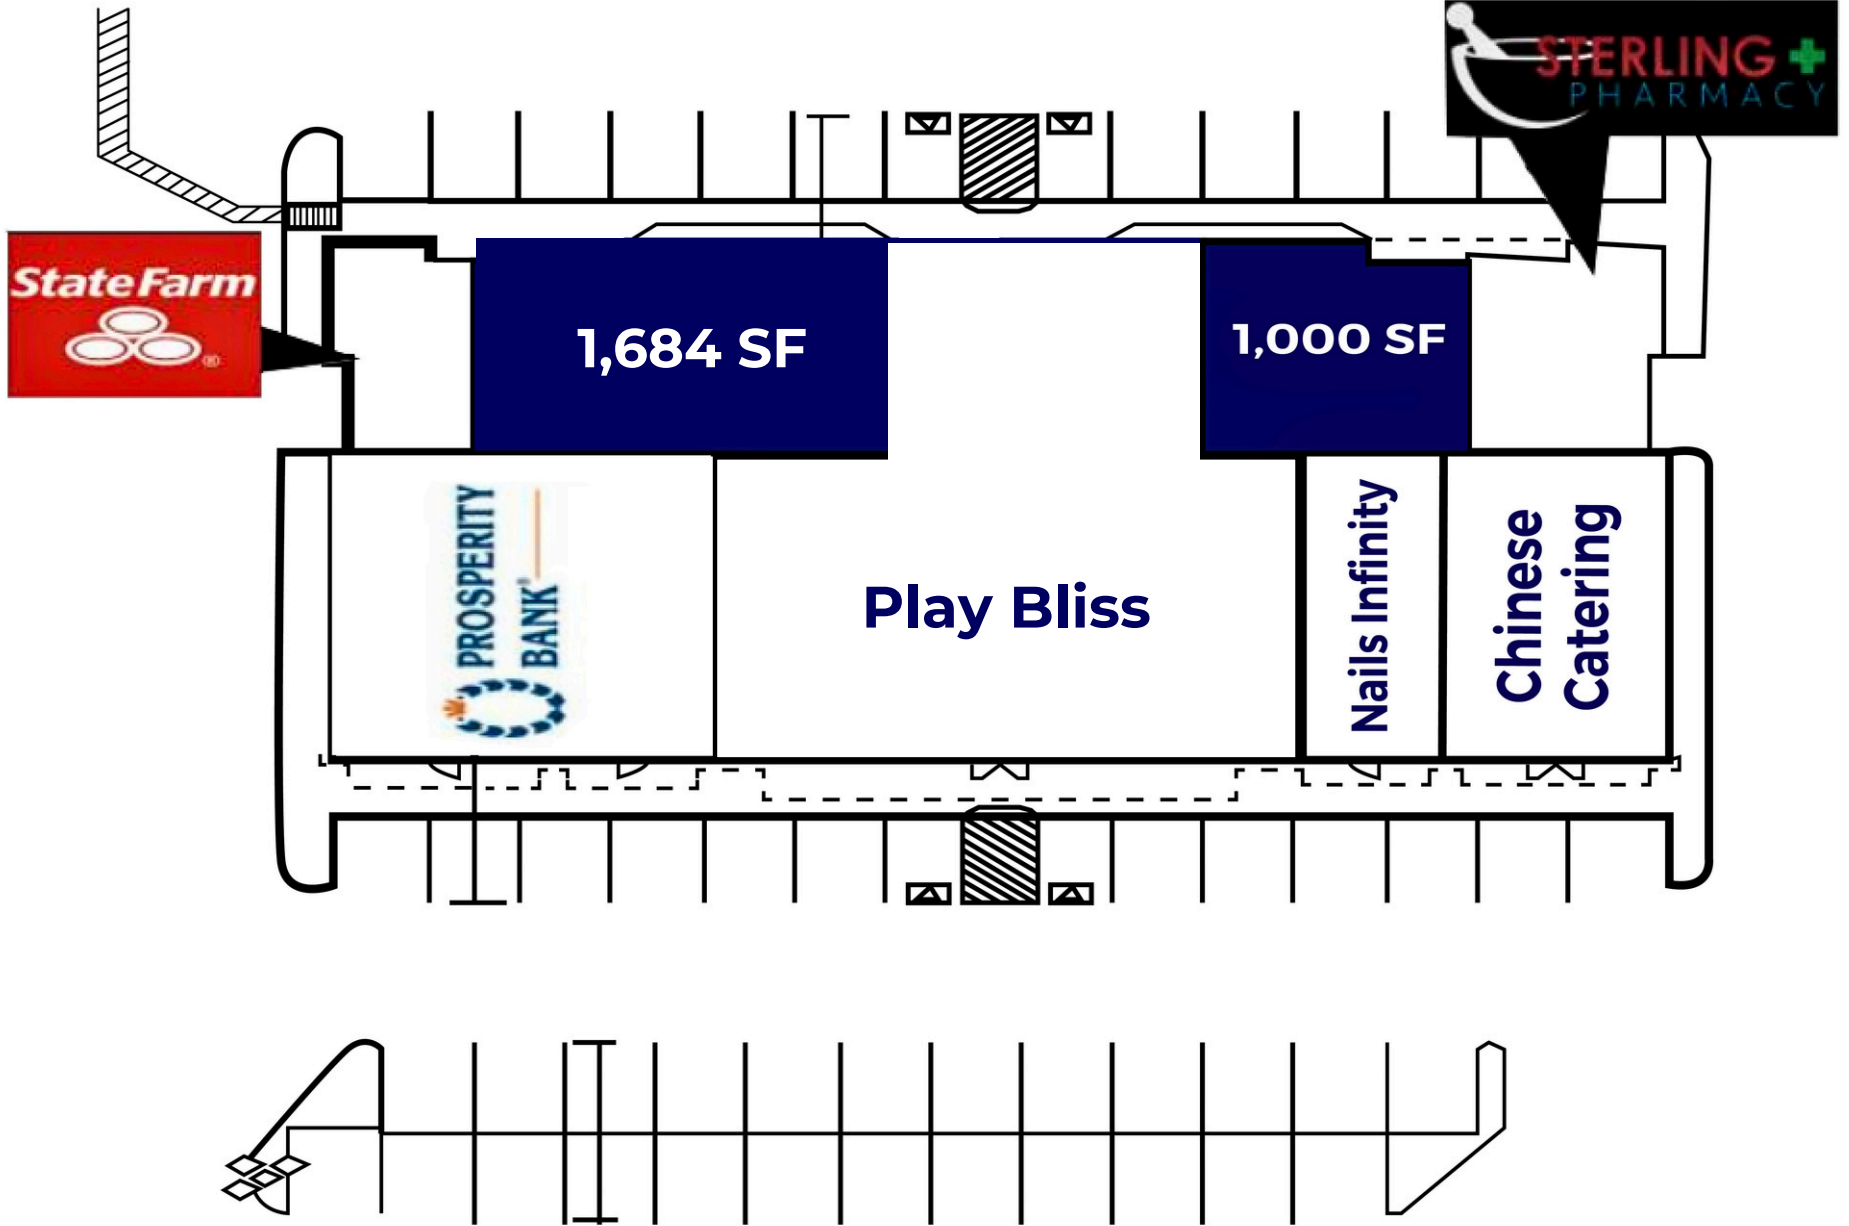 STERLING
PHARMACY
State Farm
®
1,684 SF
1,000 SF
PROSPERITY
BANK
Play Bliss
Nails Infinity
Chinese
Catering